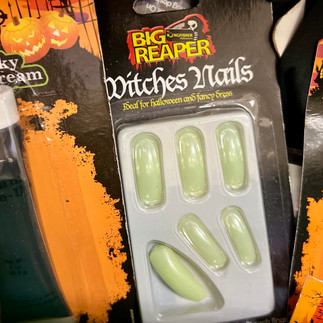 BIG
REAPER
Witches Nails
Ideal for halloween and fancy dress
ky
ream